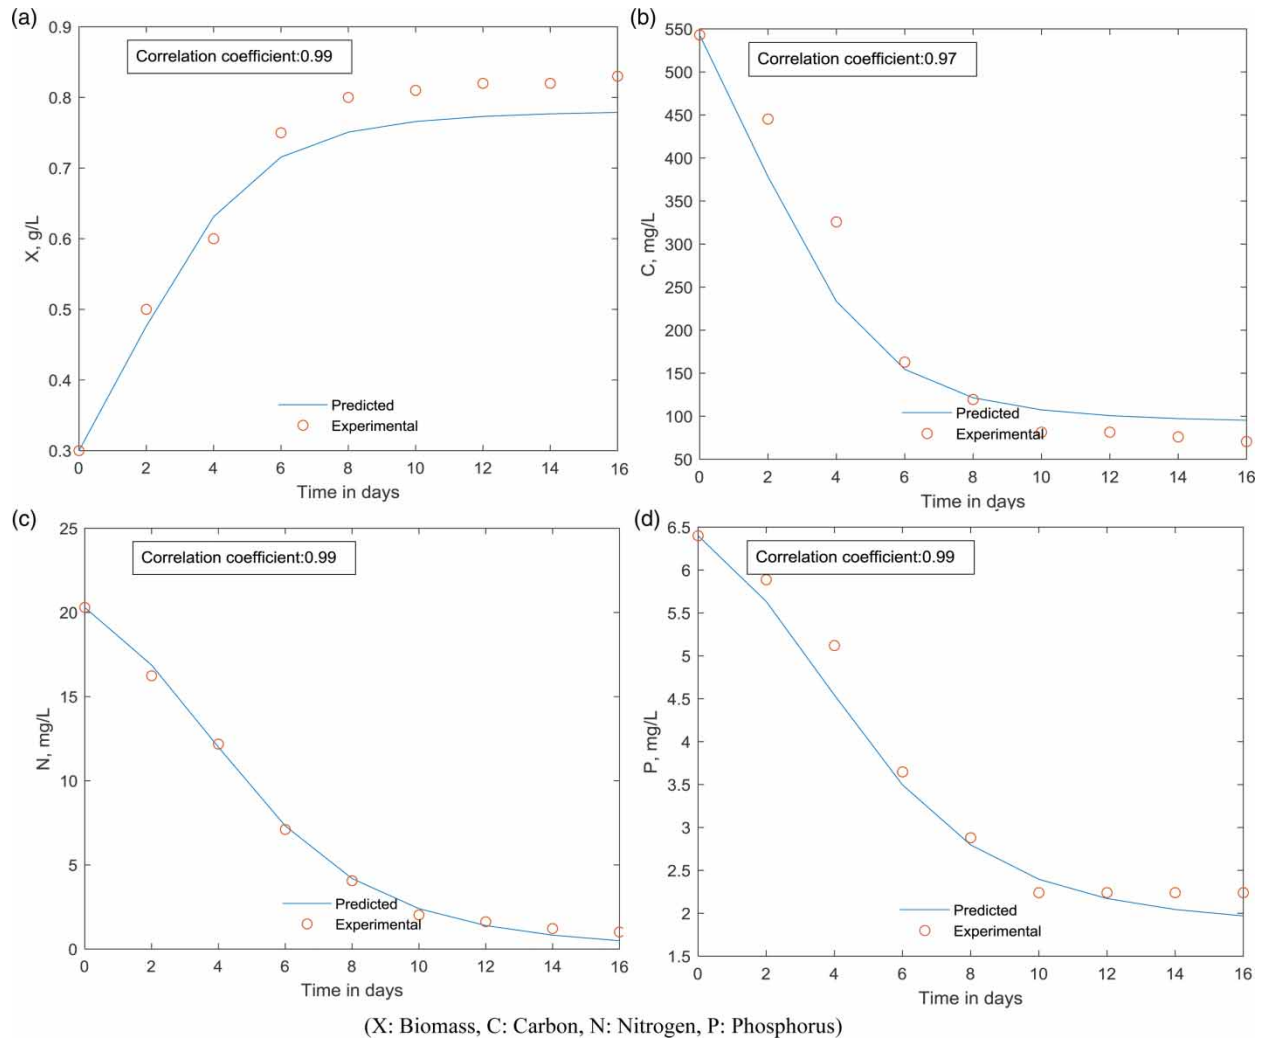 (a)
0.9
0.8
0.7
0.6
0.5
0.4
0.3
X, g/L
Correlation coefficient:0.99
Predicted
Experimental
0 2 4 6 8 10 12 14 16
Time in days
(b)
550
500
450
400
350
300
250
200
150
100
50
C, mg/L
Correlation coefficient:0.97
Predicted
Experimental
0 2 4 6 8 10 12 14 16
Time in days
(c)
25
20
15
10
5
0
N, mg/L
Correlation coefficient:0.99
Predicted
Experimental
0 2 4 6 8 10 12 14 16
Time in days
(d)
6.5
6
5.5
5
4.5
4
3.5
3
2.5
2
1.5
P, mg/L
Correlation coefficient:0.99
Predicted
Experimental
0 2 4 6 8 10 12 14 16
Time in days
(X: Biomass, C: Carbon, N: Nitrogen, P: Phosphorus)